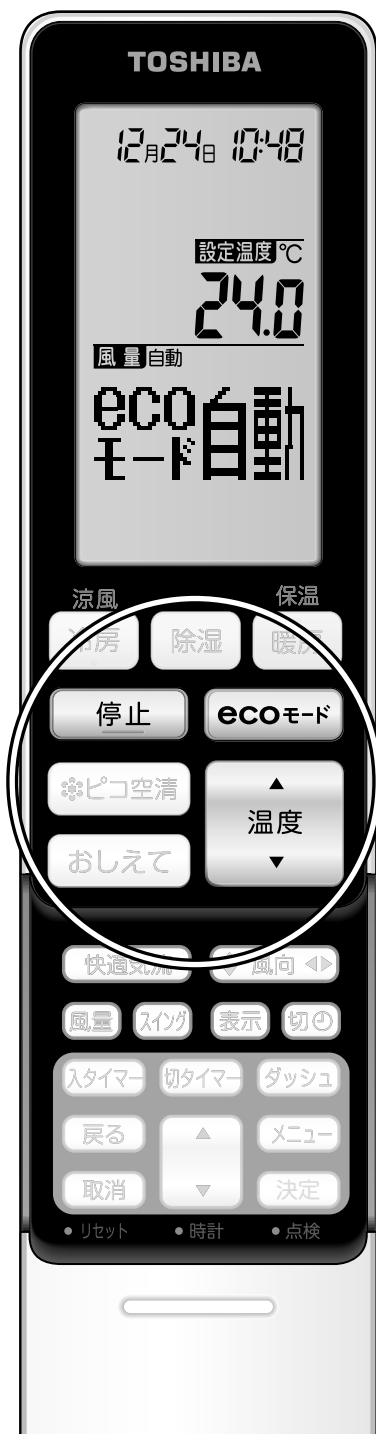 TOSHIBA
12月24日 10:48
設定温度 ℃
24.0
風量 自動
eco
モード 自動
涼風 保温
冷房 除湿 暖房
停止 ecoモード
ピコ空清
▲
温度
▼
おしえて
快適気流 風向 ◁▷
風量 スイング 表示 切
入タイマー 切タイマー ダッシュ
戻る △ メニュー
取消 ▽ 決定
• リセット • 時計 • 点検